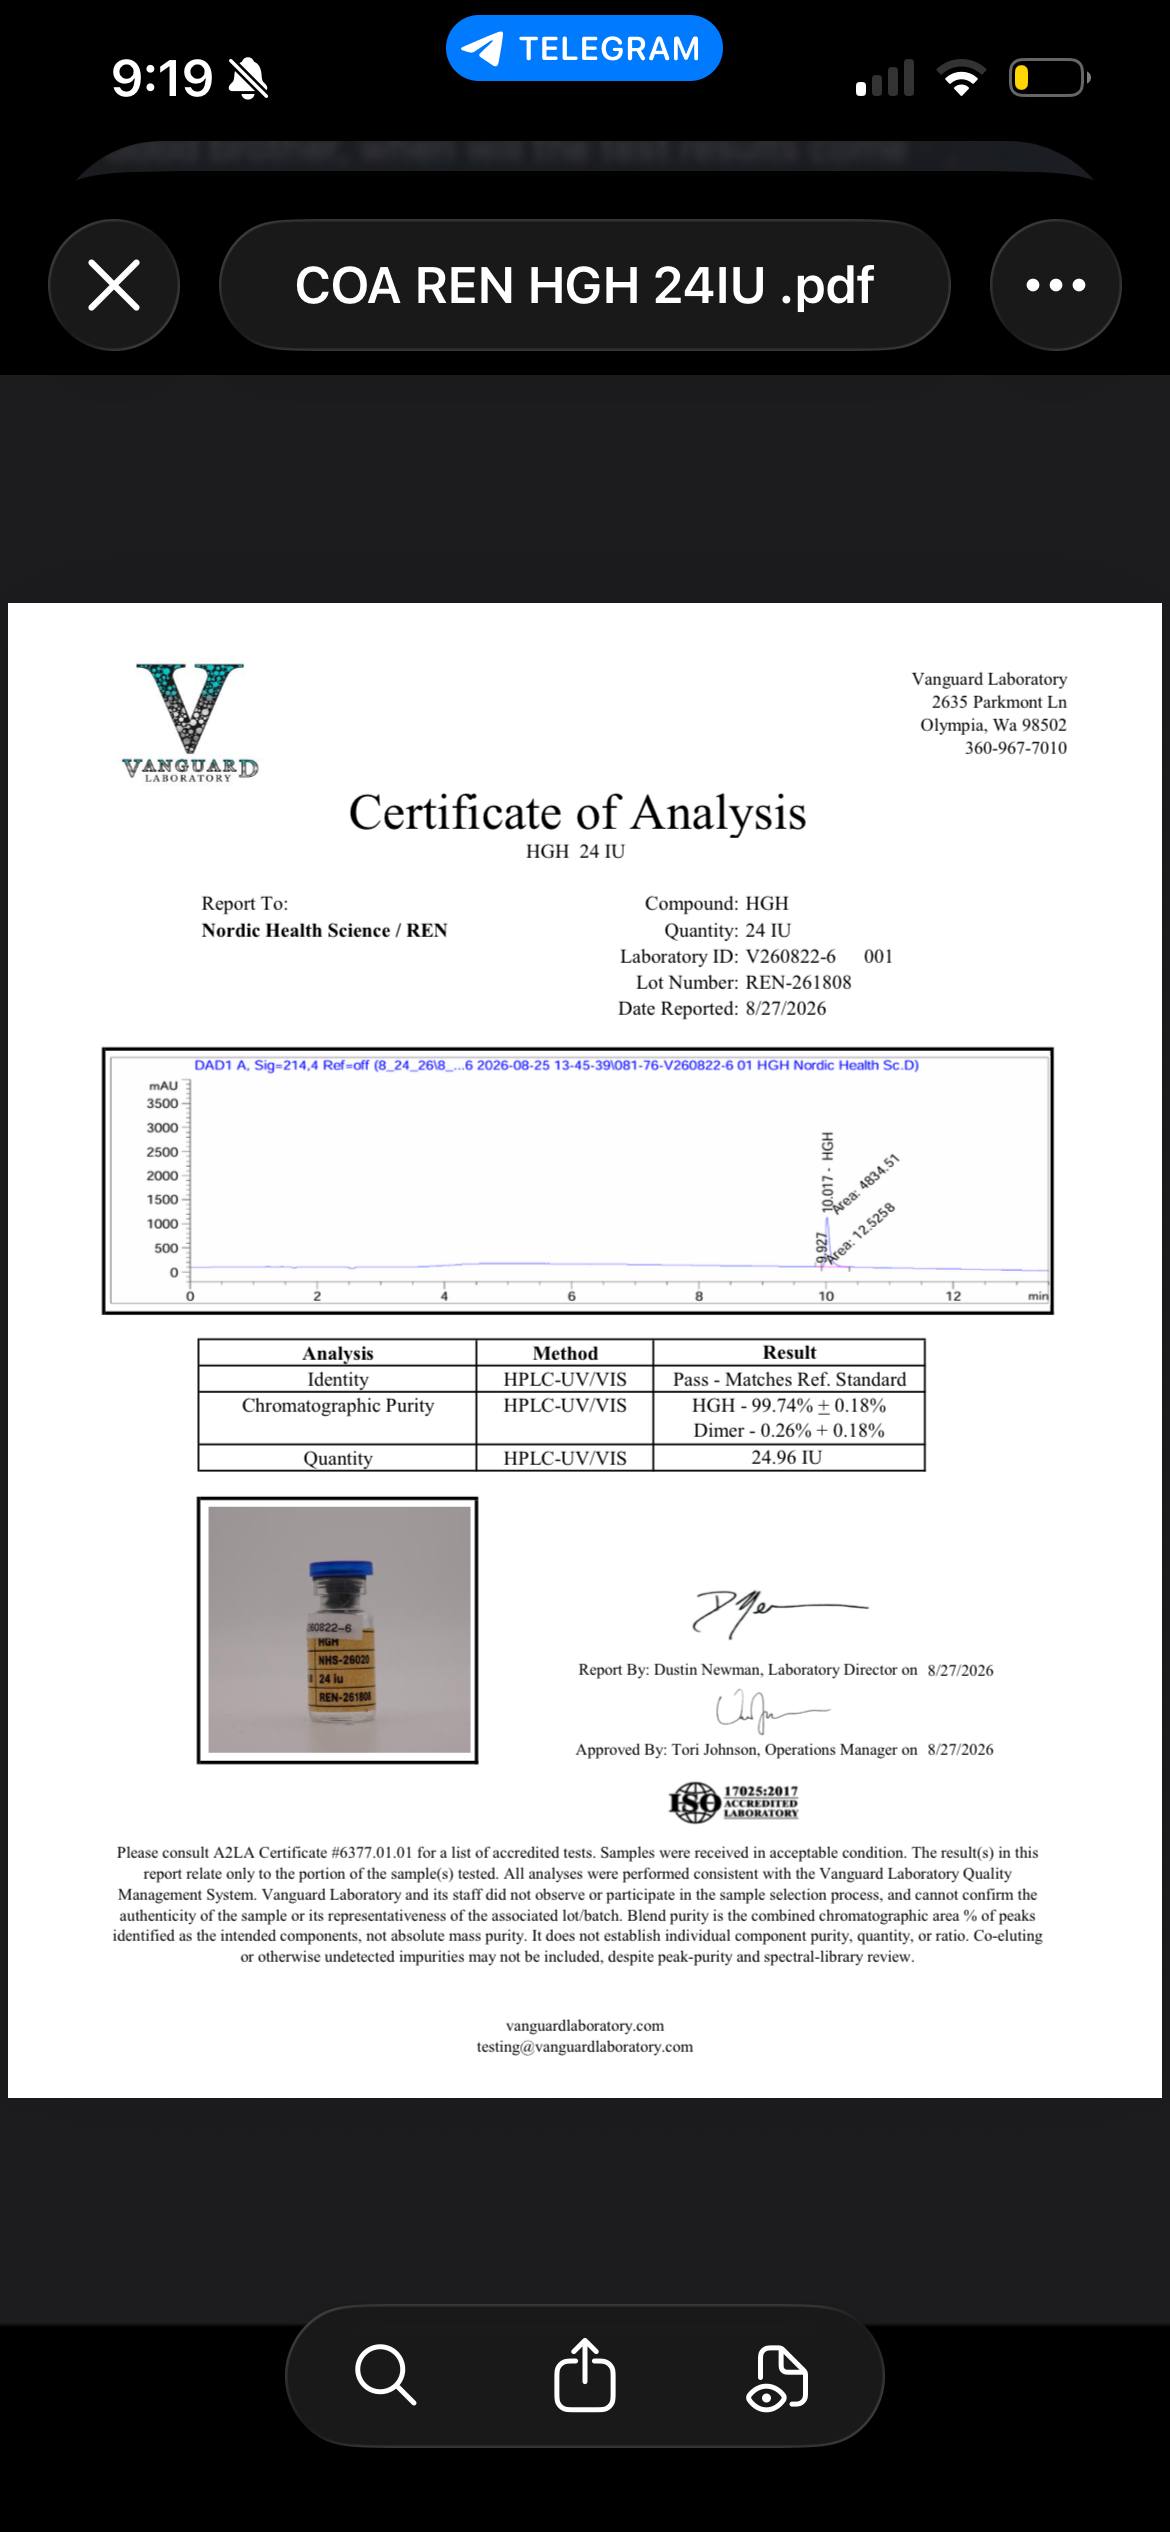 9:19
TELEGRAM
COA REN HGH 24IU .pdf
VANGUARD
LABORATORY
Vanguard Laboratory
2635 Parkmont Ln
Olympia, Wa 98502
360-967-7010
Certificate of Analysis
HGH 24 IU
Report To:
Nordic Health Science / REN
Compound: HGH
Quantity: 24 IU
Laboratory ID: V260822-6 001
Lot Number: REN-261808
Date Reported: 8/27/2026
DAD1 A, Sig=214,4 Ref=off (8_24_26\8_...6 2026-08-25 13-45-39\081-76-V260822-6 01 HGH Nordic Health Sc.D)
mAU
3500
3000
2500
2000
1500
1000
500
0
9.927
Area: 12.5258
10.017 - HGH
Area: 4834.51
0 2 4 6 8 10 12 min
Analysis Method Result
Identity HPLC-UV/VIS Pass - Matches Ref. Standard
Chromatographic Purity HPLC-UV/VIS HGH - 99.74% ± 0.18%
Dimer - 0.26% + 0.18%
Quantity HPLC-UV/VIS 24.96 IU
260822-6
HGH
NHS-26020
24 iu
REN-261808
Report By: Dustin Newman, Laboratory Director on 8/27/2026
Approved By: Tori Johnson, Operations Manager on 8/27/2026
ISO 17025:2017
ACCREDITED
LABORATORY
Please consult A2LA Certificate #6377.01.01 for a list of accredited tests. Samples were received in acceptable condition. The result(s) in this
report relate only to the portion of the sample(s) tested. All analyses were performed consistent with the Vanguard Laboratory Quality
Management System. Vanguard Laboratory and its staff did not observe or participate in the sample selection process, and cannot confirm the
authenticity of the sample or its representativeness of the associated lot/batch. Blend purity is the combined chromatographic area % of peaks
identified as the intended components, not absolute mass purity. It does not establish individual component purity, quantity, or ratio. Co-eluting
or otherwise undetected impurities may not be included, despite peak-purity and spectral-library review.
vanguardlaboratory.com
testing@vanguardlaboratory.com